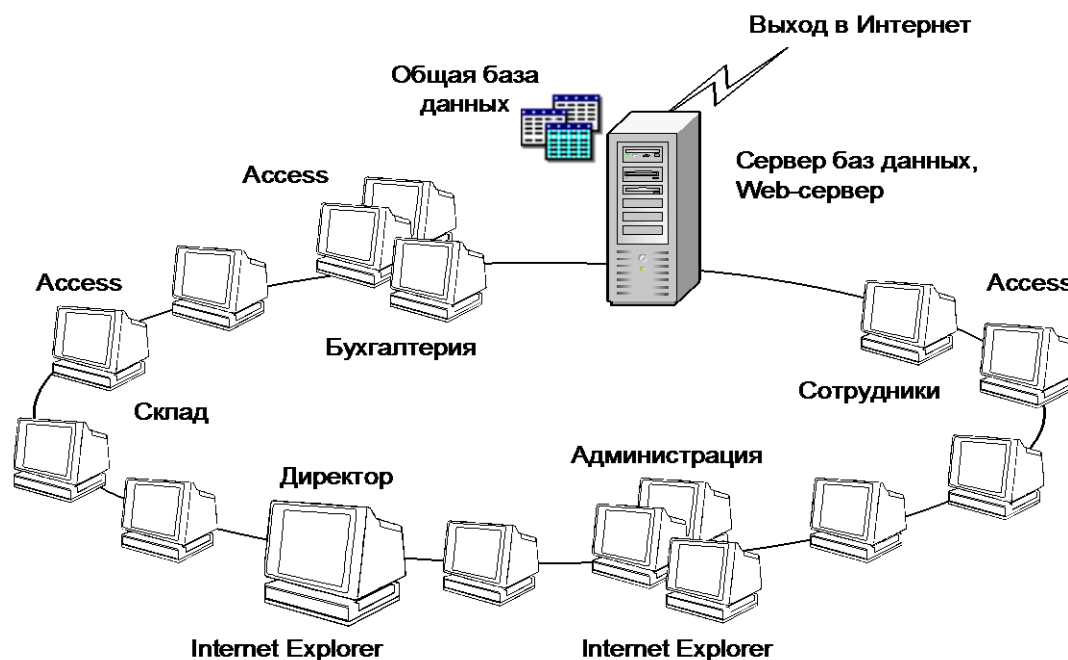 Выход в Интернет
Общая база
данных
Сервер баз данных,
Web-сервер
Access
Access
Access
Бухгалтерия
Сотрудники
Склад
Администрация
Директор
Internet Explorer
Internet Explorer